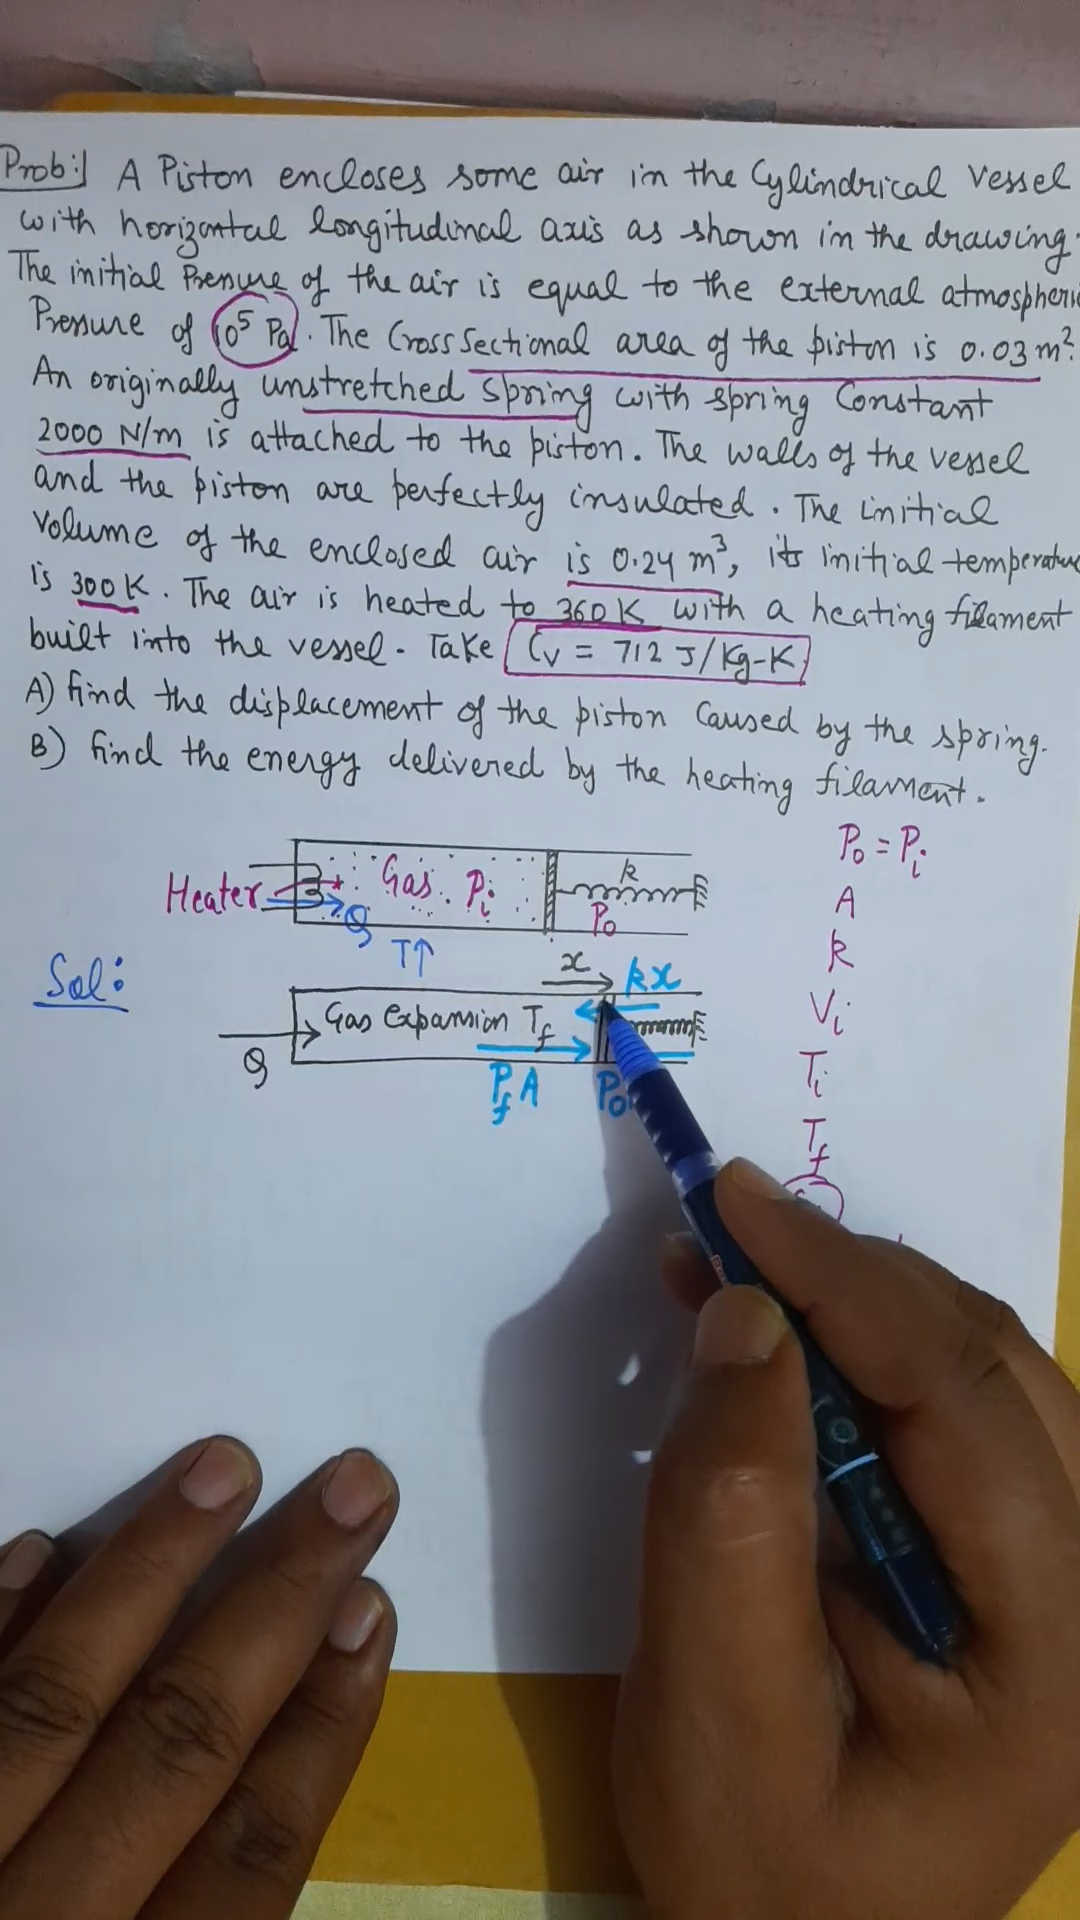 Prob:| A Piston encloses some air in the Cylindrical Vessel
with horizontal longitudinal axis as shown in the drawing.
The initial Pressure of the air is equal to the external atmospheric
Pressure of 10⁵ Pa. The Cross Sectional area of the piston is 0.03 m².
An originally unstretched spring with spring Constant
2000 N/m is attached to the piston. The walls of the vessel
and the piston are perfectly insulated. The initial
Volume of the enclosed air is 0.24 m³, its initial temperature
is 300 K. The air is heated to 360 K with a heating filament
built into the vessel. Take Cv = 712 J/Kg-K
A) find the displacement of the piston Caused by the spring.
B) find the energy delivered by the heating filament.
P₀ = Pi
Heater Gas Pi k
Q P₀
A
T↑
k
Sol:
x kx
Gas Expansion Tf
Vi
Q
Pf A P₀
Ti
Tf